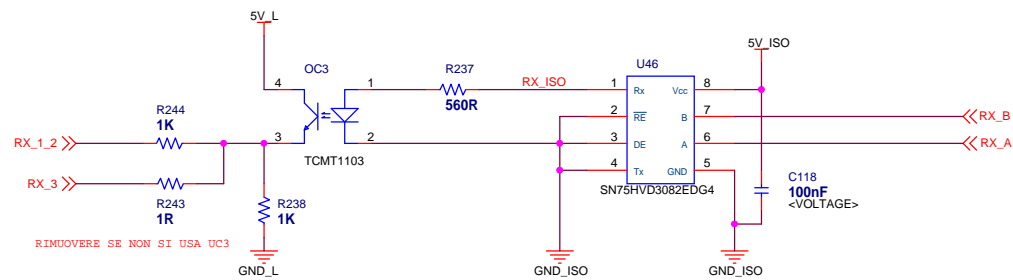 5V_L
5V_ISO
OC3
U46
R237
RX_ISO
560R
4
1
3
2
TCMT1103
1
2
3
4
Rx
RE
DE
Tx
Vcc
B
A
GND
8
7
6
5
SN75HVD3082EDG4
RX_B
RX_A
R244
1K
RX_1_2
RX_3
R243
1R
R238
1K
C118
100nF
<VOLTAGE>
RIMUOVERE SE NON SI USA UC3
GND_L
GND_ISO
GND_ISO